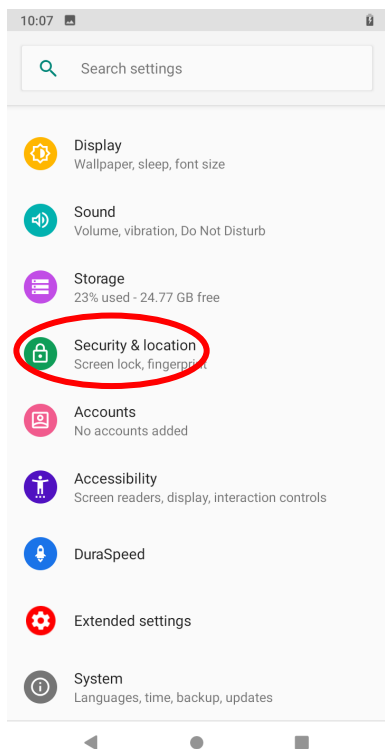 10:07
Search settings
Display
Wallpaper, sleep, font size
Sound
Volume, vibration, Do Not Disturb
Storage
23% used - 24.77 GB free
Security & location
Screen lock, fingerprint
Accounts
No accounts added
Accessibility
Screen readers, display, interaction controls
DuraSpeed
Extended settings
System
Languages, time, backup, updates